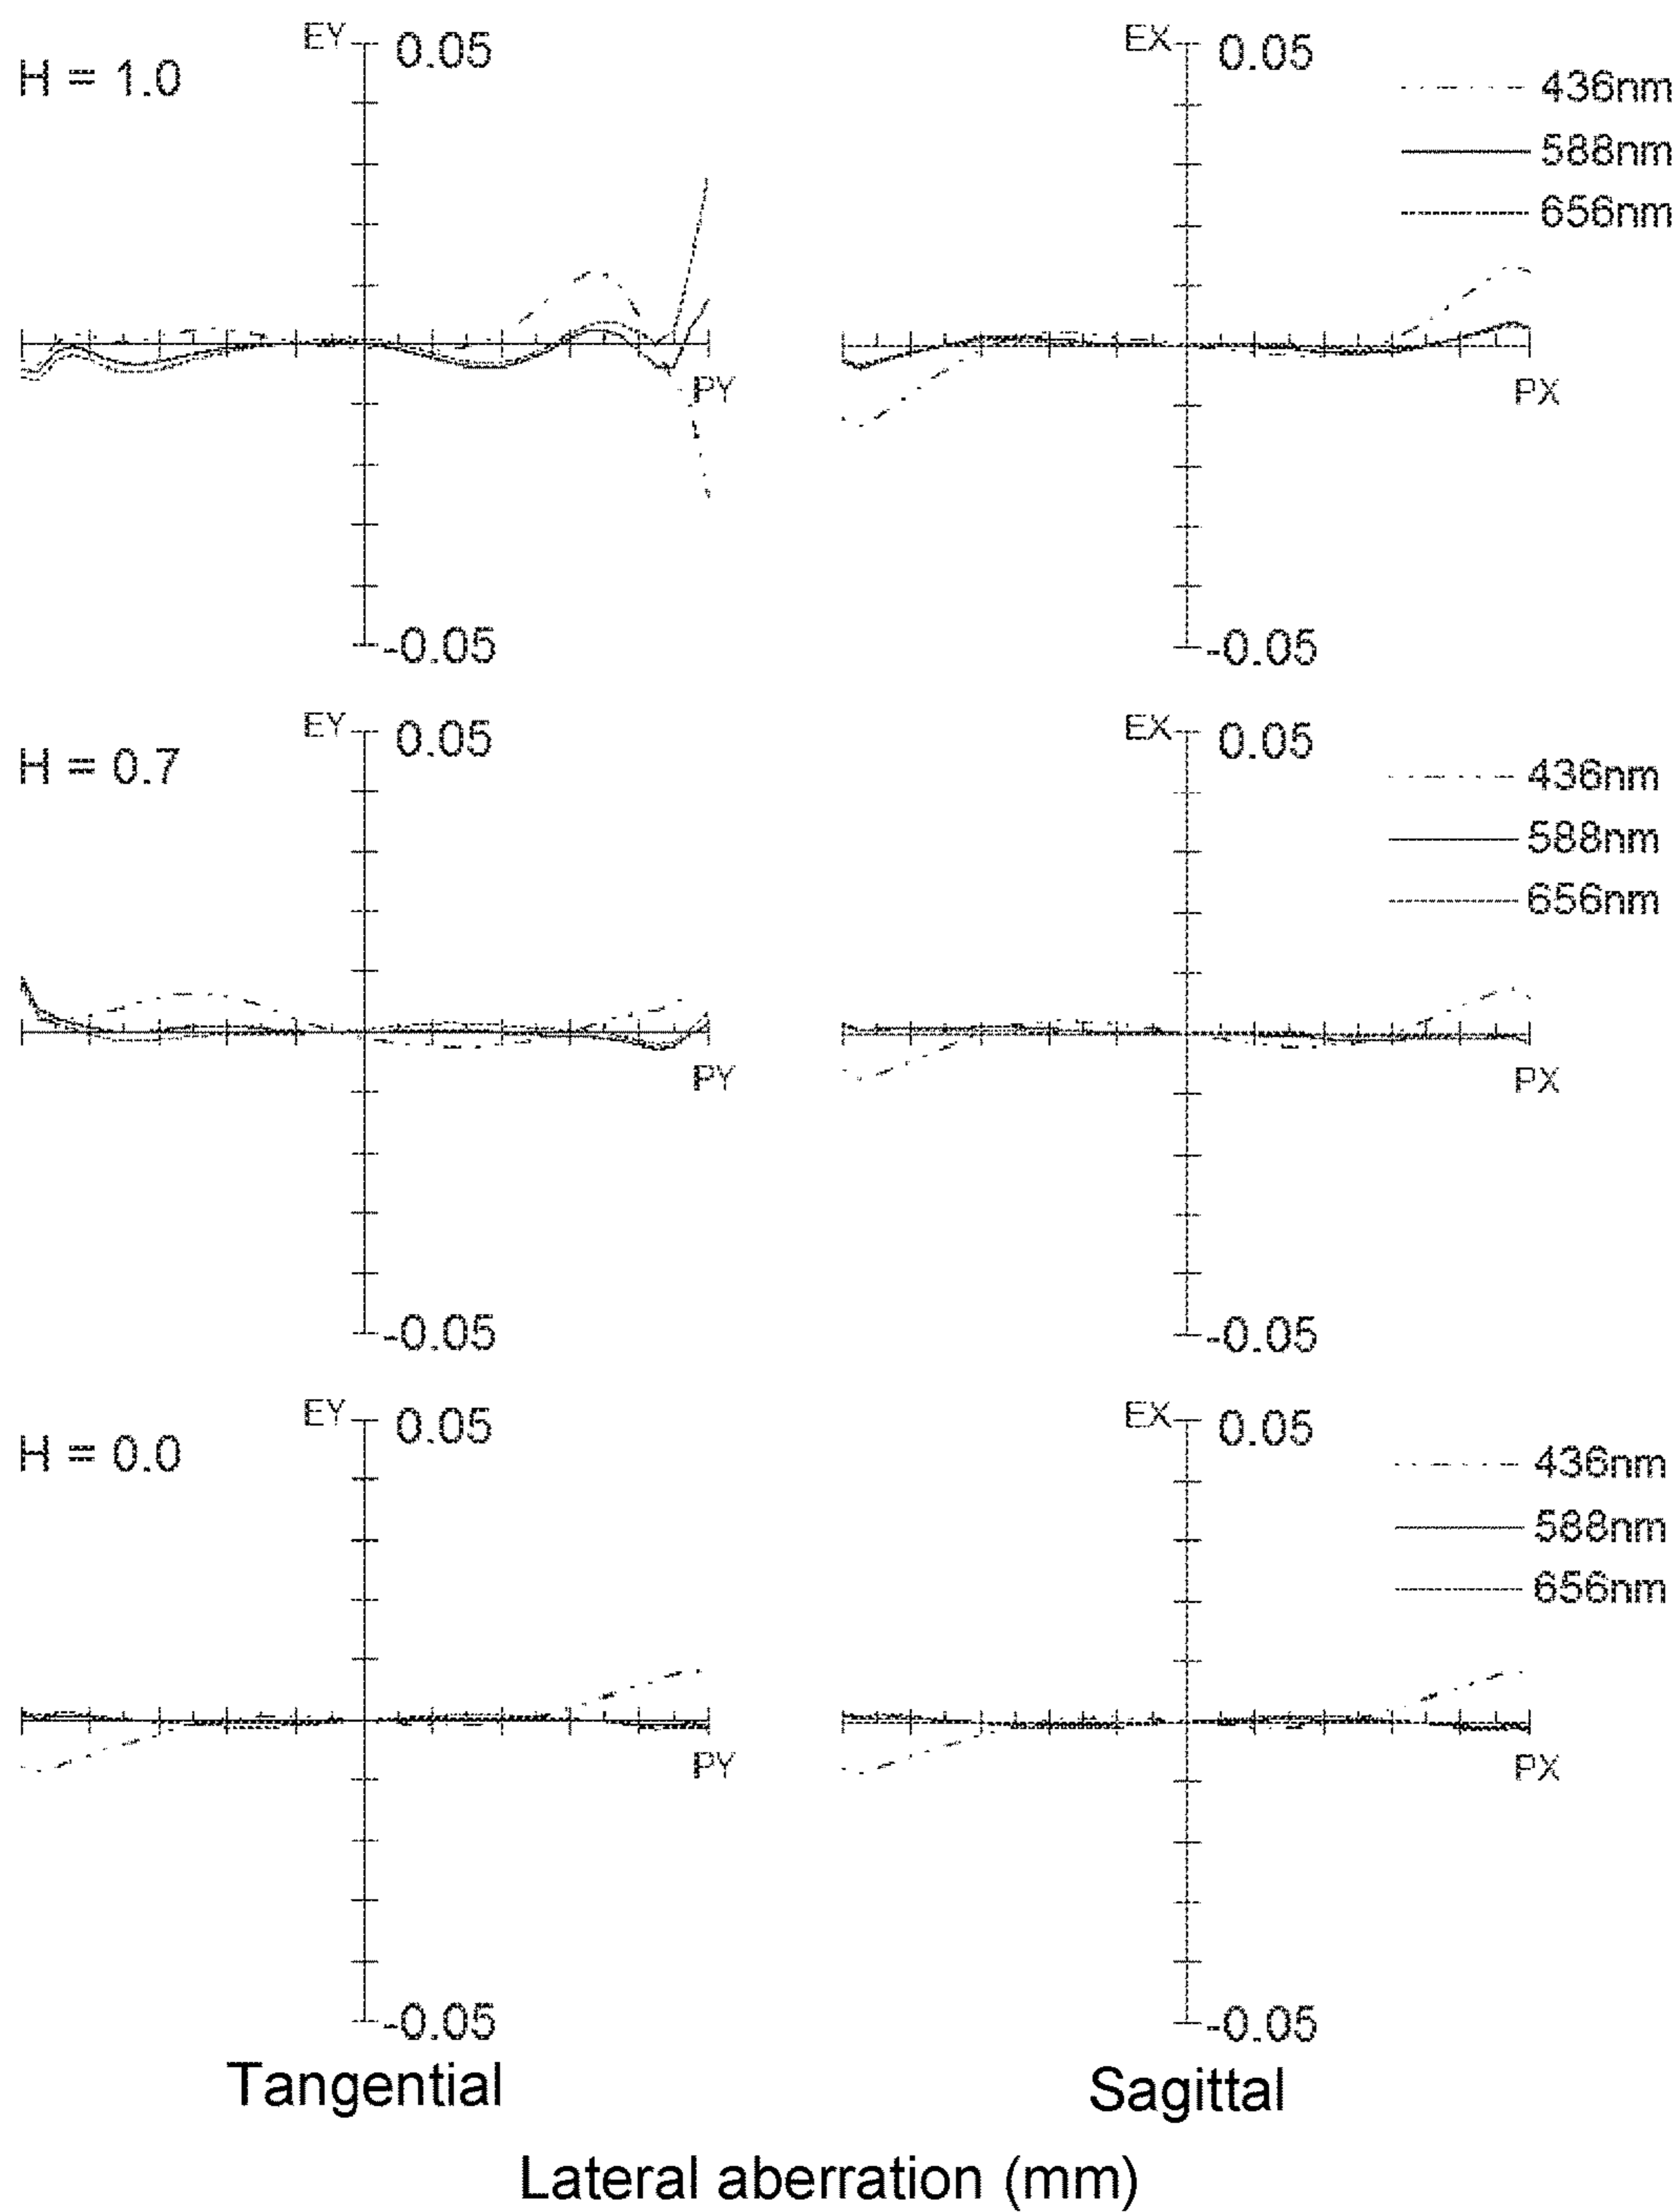 H = 1.0
EY 0.05
-0.05
PY
EX 0.05
-0.05
PX
436nm
588nm
656nm
H = 0.7
EY 0.05
-0.05
PY
EX 0.05
-0.05
PX
436nm
588nm
656nm
H = 0.0
EY 0.05
-0.05
PY
EX 0.05
-0.05
PX
436nm
588nm
656nm
Tangential
Sagittal
Lateral aberration (mm)